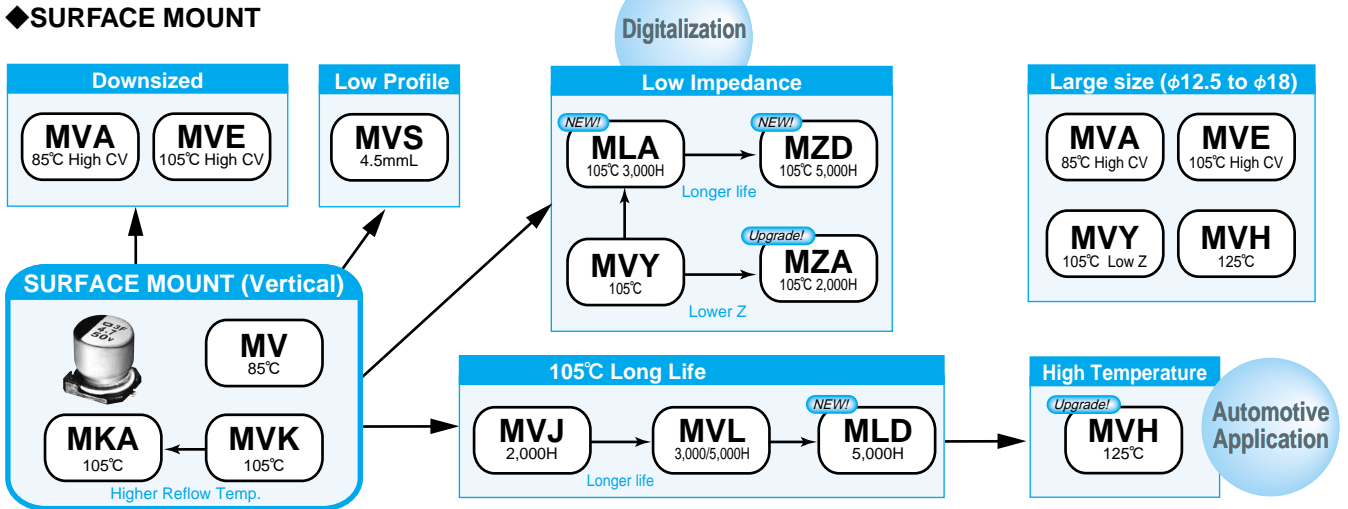 ◆SURFACE MOUNT
Digitalization
Downsized
MVA
85℃ High CV
MVE
105℃ High CV
Low Profile
MVS
4.5mmL
Low Impedance
NEW!
MLA
105℃ 3,000H
NEW!
MZD
105℃ 5,000H
Longer life
MVY
105℃
Upgrade!
MZA
105℃ 2,000H
Lower Z
Large size (φ12.5 to φ18)
MVA
85℃ High CV
MVE
105℃ High CV
MVY
105℃ Low Z
MVH
125℃
SURFACE MOUNT (Vertical)
3F
4.7
50v
MV
85℃
MKA
105℃
MVK
105℃
Higher Reflow Temp.
105℃ Long Life
MVJ
2,000H
MVL
3,000/5,000H
NEW!
MLD
5,000H
Longer life
High Temperature
Upgrade!
MVH
125℃
Automotive
Application